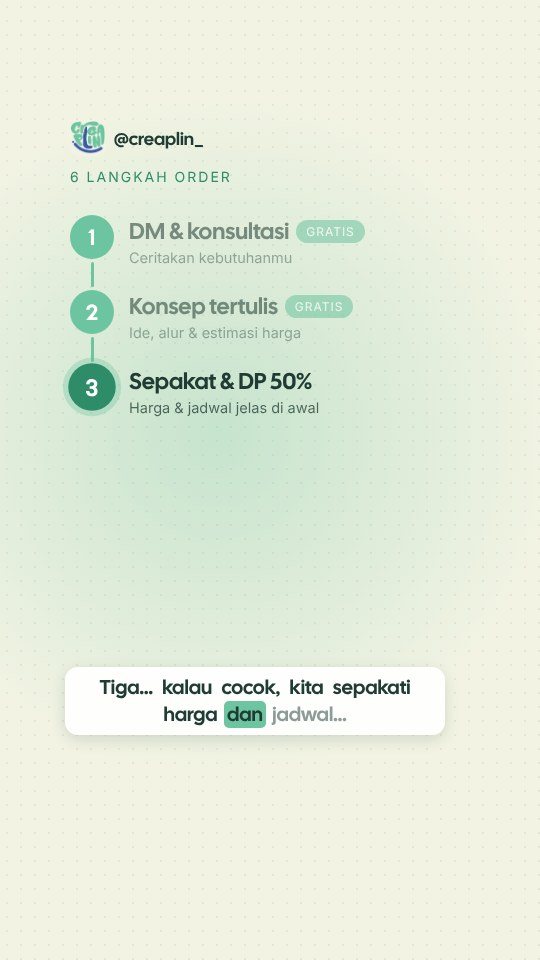 @creaplin_
6 LANGKAH ORDER
1 DM & konsultasi GRATIS
Ceritakan kebutuhanmu
2 Konsep tertulis GRATIS
Ide, alur & estimasi harga
3 Sepakat & DP 50%
Harga & jadwal jelas di awal
Tiga... kalau cocok, kita sepakati
harga dan jadwal...